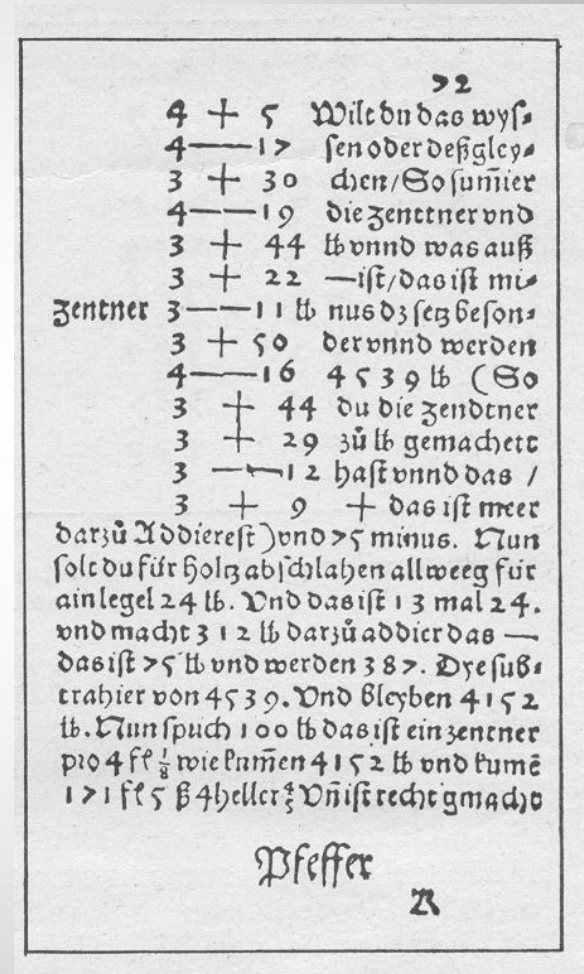 72
4 + 5 Wilt du das wyſ-
4 — 17 ſen oder deßgley-
3 + 30 chen/ So sum̄ier
4 — 19 die Zenttner vnd
3 + 44 lb vnnd was auß
3 + 22 — iſt/ das iſt mi-
Zentner 3 — 11 lb nus dz ſetz beſon-
3 + 50 der vnnd werden
4 — 16 4539 lb (So
3 + 44 du die Zendtner
3 + 29 zů lb gemachett
3 — 12 haſt vnnd das /
3 + 9 + das iſt meer
darzů Addiereſt) vnd 75 minus. Nun
ſolt du für Holtz abſchlahen allweeg für
ain legel 24 lb. Vnd das iſt 13 mal 24.
vnd macht 312 lb darzů addier das —
das iſt 75 lb vnd werden 387. Dye ſub-
trahier von 4539. Vnd bleyben 4152
lb. Nun ſpuch 100 lb das iſt ein zentner
pro 4 fl 1/8 wie kum̄en 4152 lb vnd kumē
171 fl 5 ß 4 heller 4/5 Vn̄ iſt recht gmacht
Pfeffer
R